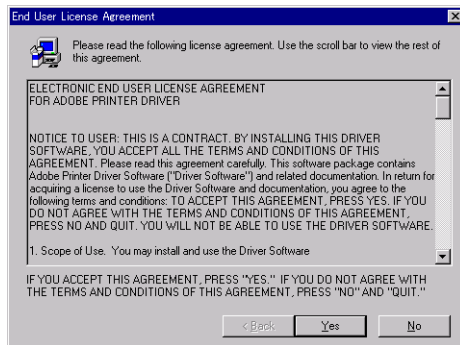 End User License Agreement
Please read the following license agreement. Use the scroll bar to view the rest of
this agreement.
ELECTRONIC END USER LICENSE AGREEMENT
FOR ADOBE PRINTER DRIVER
NOTICE TO USER: THIS IS A CONTRACT. BY INSTALLING THIS DRIVER
SOFTWARE, YOU ACCEPT ALL THE TERMS AND CONDITIONS OF THIS
AGREEMENT. Please read this agreement carefully. This software package contains
Adobe Printer Driver Software ("Driver Software") and related documentation. In return for
acquiring a license to use the Driver Software and documentation, you agree to the
following terms and conditions: TO ACCEPT THIS AGREEMENT, PRESS YES. IF YOU
DO NOT AGREE WITH THE TERMS AND CONDITIONS OF THIS AGREEMENT,
PRESS NO AND QUIT. YOU WILL NOT BE ABLE TO USE THE DRIVER SOFTWARE.
1. Scope of Use. You may install and use the Driver Software
IF YOU ACCEPT THIS AGREEMENT, PRESS "YES." IF YOU DO NOT AGREE WITH
THE TERMS AND CONDITIONS OF THIS AGREEMENT, PRESS "NO" AND "QUIT."
< Back
Yes
No